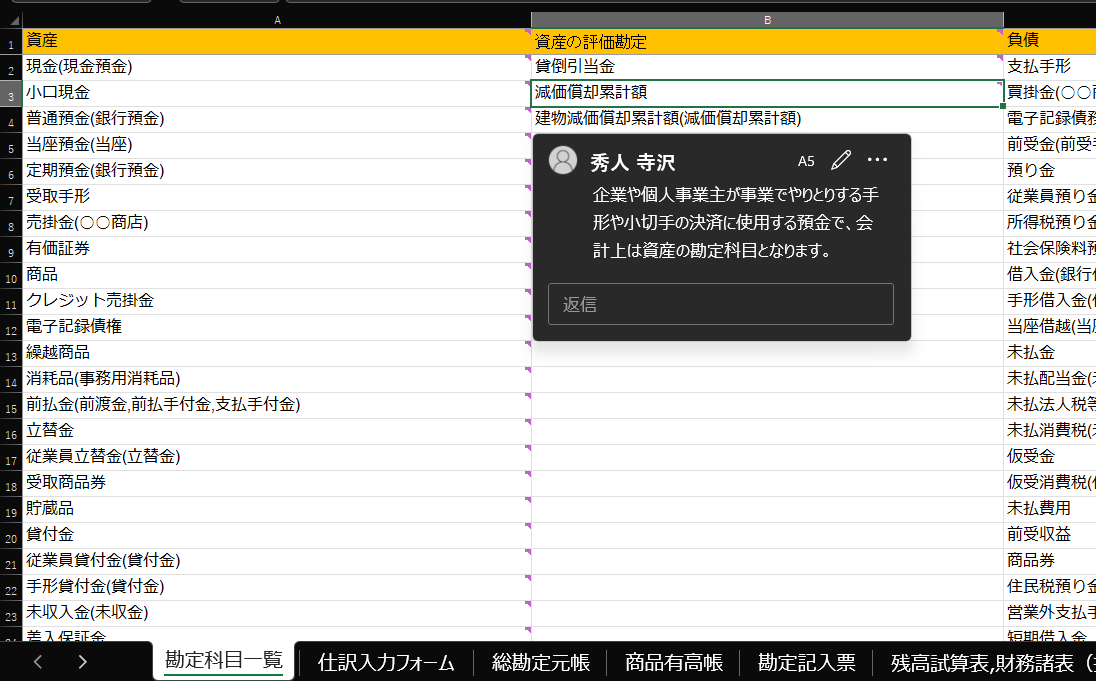 A B
1 資産 資産の評価勘定 負債
2 現金(現金預金) 貸倒引当金 支払手形
3 小口現金 減価償却累計額 買掛金(〇〇
4 普通預金(銀行預金) 建物減価償却累計額(減価償却累計額) 電子記録債
5 当座預金(当座) 前受金(前受
6 定期預金(銀行預金) 預り金
7 受取手形 従業員預り
8 売掛金(〇〇商店) 所得税預り
9 有価証券 社会保険料
10 商品 借入金(銀行
11 クレジット売掛金 手形借入金(
12 電子記録債権 当座借越(当
13 繰越商品 未払金
14 消耗品(事務用消耗品) 未払配当金(
15 前払金(前渡金,前払手付金,支払手付金) 未払法人税
16 立替金 未払消費税(
17 従業員立替金(立替金) 仮受金
18 受取商品券 仮受消費税(
19 貯蔵品 未払費用
20 貸付金 前受収益
21 従業員貸付金(貸付金) 商品券
22 手形貸付金(貸付金) 住民税預り
23 未収入金(未収金) 営業外支払
差入保証金 短期借入金
秀人 寺沢 A5
企業や個人事業主が事業でやりとりする手
形や小切手の決済に使用する預金で、会
計上は資産の勘定科目となります。
返信
勘定科目一覧 仕訳入力フォーム 総勘定元帳 商品有高帳 勘定記入票 残高試算表,財務諸表（